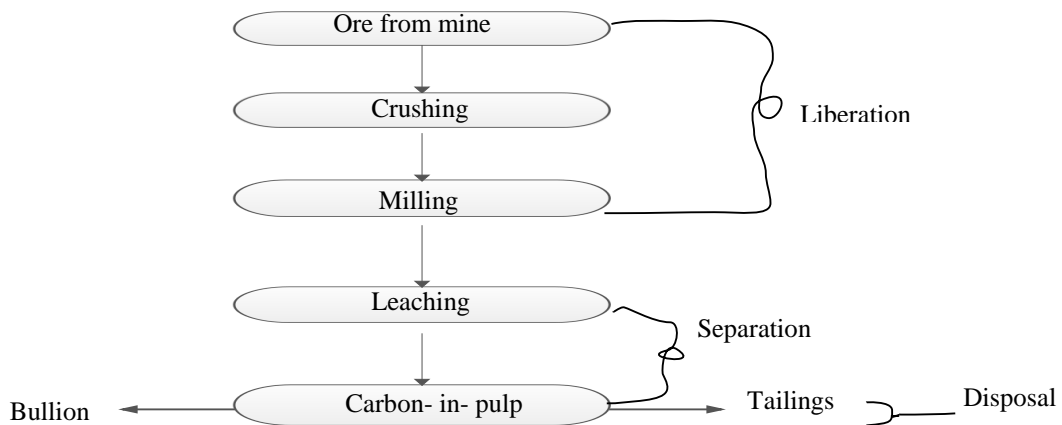 Ore from mine
Crushing
Liberation
Milling
Leaching
Separation
Carbon- in- pulp
Bullion
Tailings
Disposal